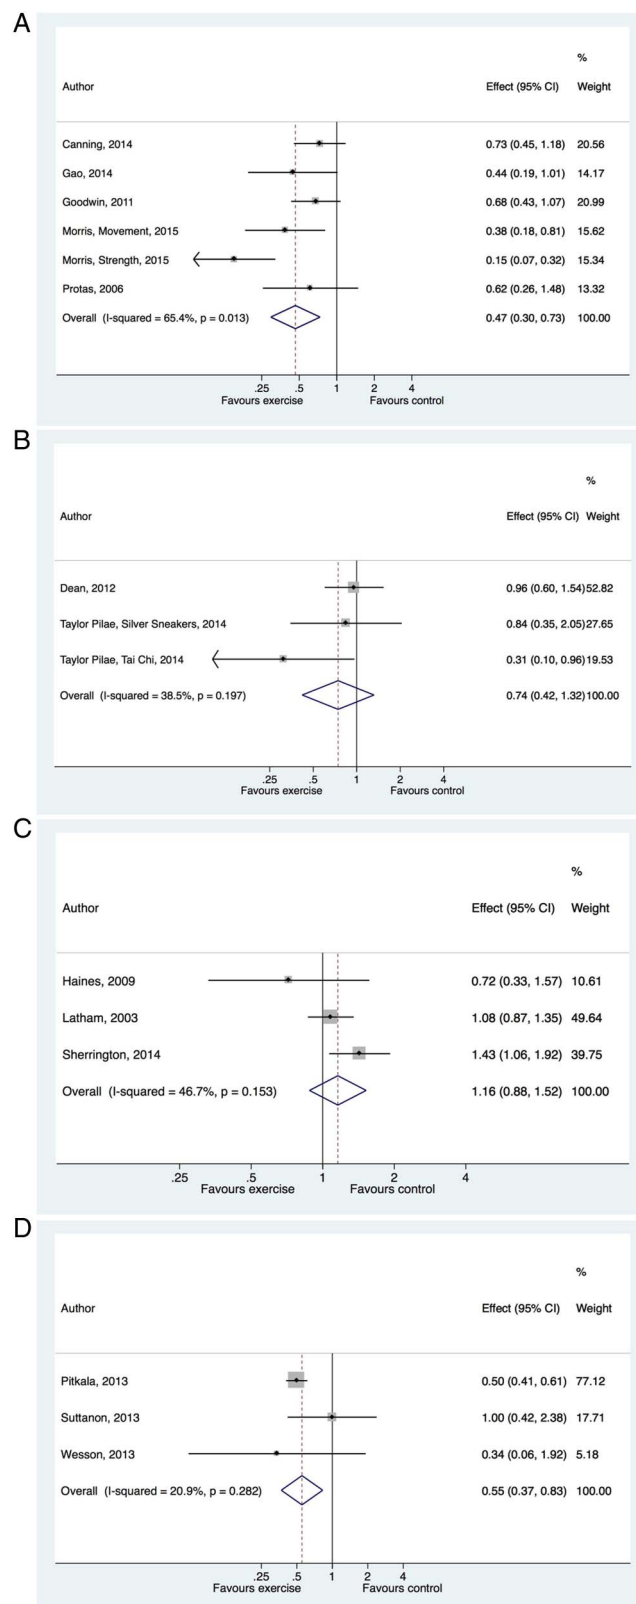 A
%
Author Effect (95% CI) Weight
Canning, 2014 0.73 (0.45, 1.18) 20.56
Gao, 2014 0.44 (0.19, 1.01) 14.17
Goodwin, 2011 0.68 (0.43, 1.07) 20.99
Morris, Movement, 2015 0.38 (0.18, 0.81) 15.62
Morris, Strength, 2015 0.15 (0.07, 0.32) 15.34
Protas, 2006 0.62 (0.26, 1.48) 13.32
Overall (I-squared = 65.4%, p = 0.013) 0.47 (0.30, 0.73) 100.00
.25 .5 1 2 4
Favours exercise Favours control
B
%
Author Effect (95% CI) Weight
Dean, 2012 0.96 (0.60, 1.54) 52.82
Taylor Pilae, Silver Sneakers, 2014 0.84 (0.35, 2.05) 27.65
Taylor Pilae, Tai Chi, 2014 0.31 (0.10, 0.96) 19.53
Overall (I-squared = 38.5%, p = 0.197) 0.74 (0.42, 1.32) 100.00
.25 .5 1 2 4
Favours exercise Favours control
C
%
Author Effect (95% CI) Weight
Haines, 2009 0.72 (0.33, 1.57) 10.61
Latham, 2003 1.08 (0.87, 1.35) 49.64
Sherrington, 2014 1.43 (1.06, 1.92) 39.75
Overall (I-squared = 46.7%, p = 0.153) 1.16 (0.88, 1.52) 100.00
.25 .5 1 2 4
Favours exercise Favours control
D
%
Author Effect (95% CI) Weight
Pitkala, 2013 0.50 (0.41, 0.61) 77.12
Suttanon, 2013 1.00 (0.42, 2.38) 17.71
Wesson, 2013 0.34 (0.06, 1.92) 5.18
Overall (I-squared = 20.9%, p = 0.282) 0.55 (0.37, 0.83) 100.00
.25 .5 1 2 4
Favours exercise Favours control